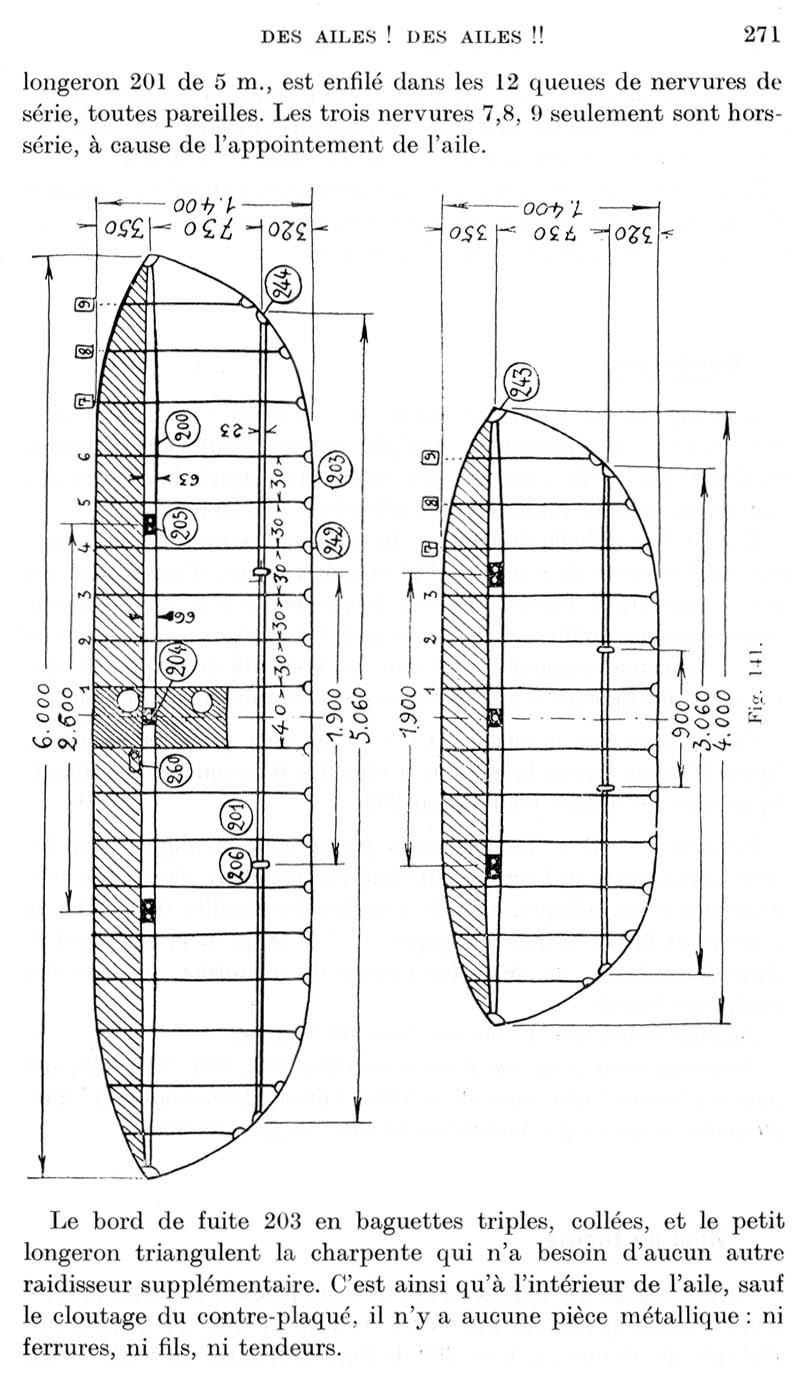 DES AILES ! DES AILES !! 271
longeron 201 de 5 m., est enfilé dans les 12 queues de
série, toutes pareilles. Les trois nervures 7,8, 9 seulement sont hors-
série, à cause de l'appointement de l'aile.
1.400
350 730 320
244
9
8
7
200
23
6
203
63
5
205
4
242
3
2
204
1
30 30 30 30 30 40
260
201
206
6.000
2.500
1.900
5.060
1.400
350 730 320
243
9
8
7
3
2
1
1.900
900
3.060
4.000
Fig. 141.
Le bord de fuite 203 en baguettes triples, collées, et le petit
longeron triangulent la charpente qui n'a besoin d'aucun autre
raidisseur supplémentaire. C'est ainsi qu'à l'intérieur de l'aile, sauf
le cloutage du contre-plaqué, il n'y a aucune pièce métallique : ni
ferrures, ni fils, ni tendeurs.